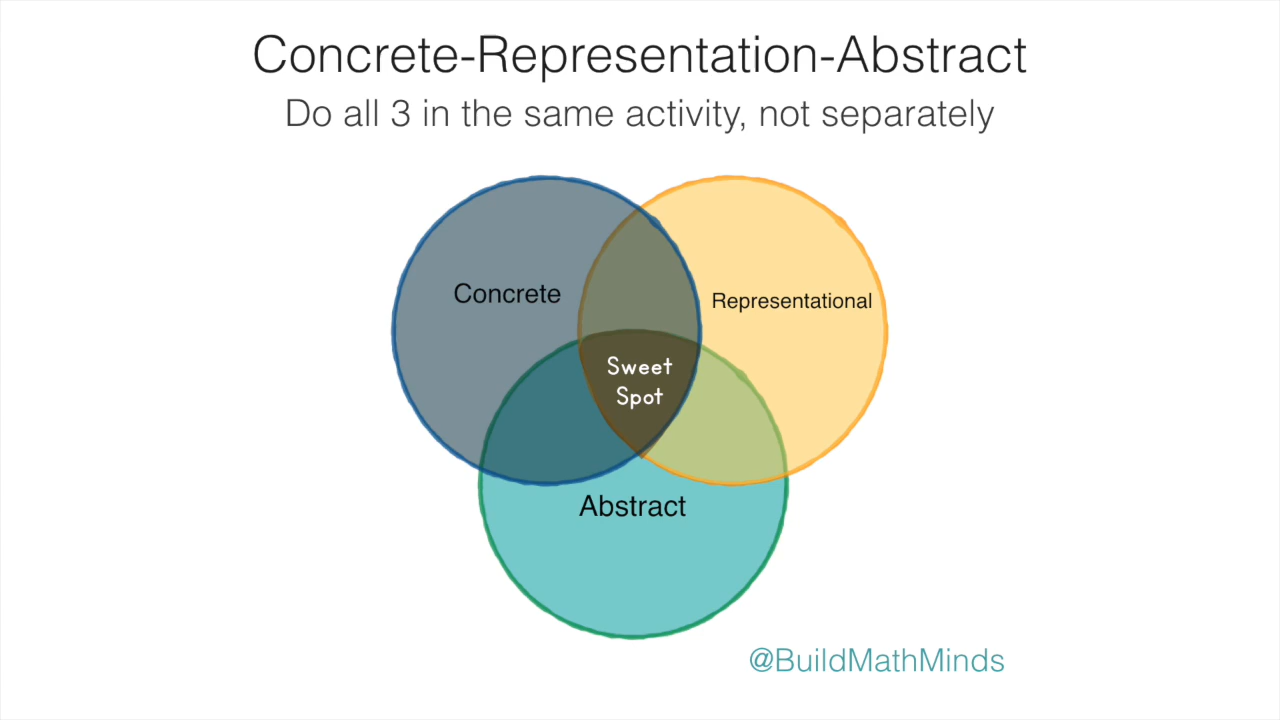 Concrete-Representation-Abstract
Do all 3 in the same activity, not separately
Concrete
Representational
Sweet
Spot
Abstract
@BuildMathMinds